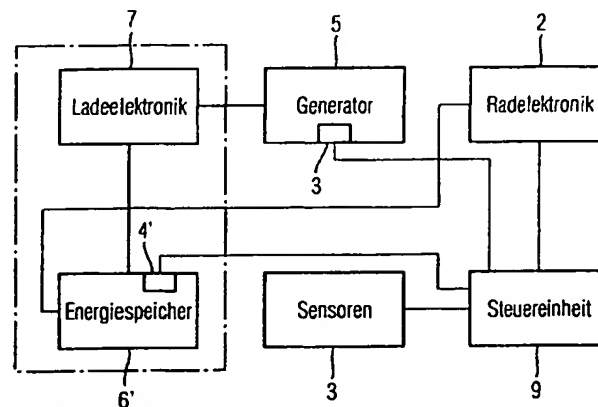 7 5 2
Ladeelektronik Generator Radelektronik
3
4'
Energiespeicher Sensoren Steuereinheit
6' 3 9